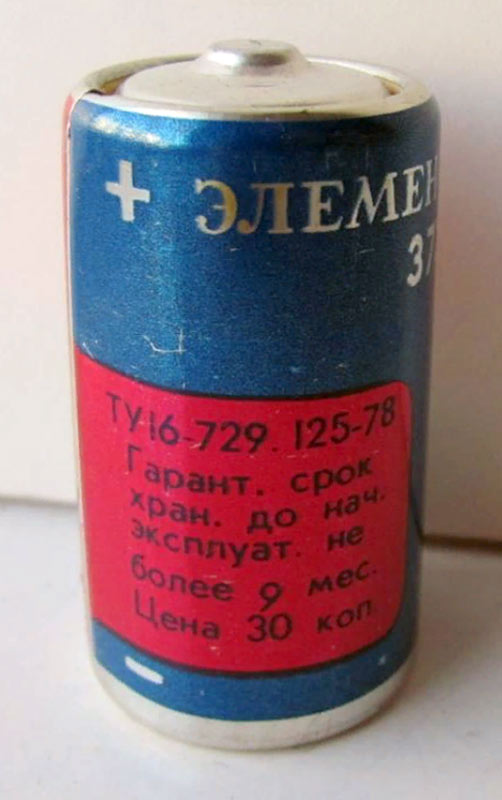 + ЭЛЕМЕН
37
ТУ16-729.125-78
Гарант. срок
хран. до нач.
эксплуат. не
более 9 мес.
Цена 30 коп
-